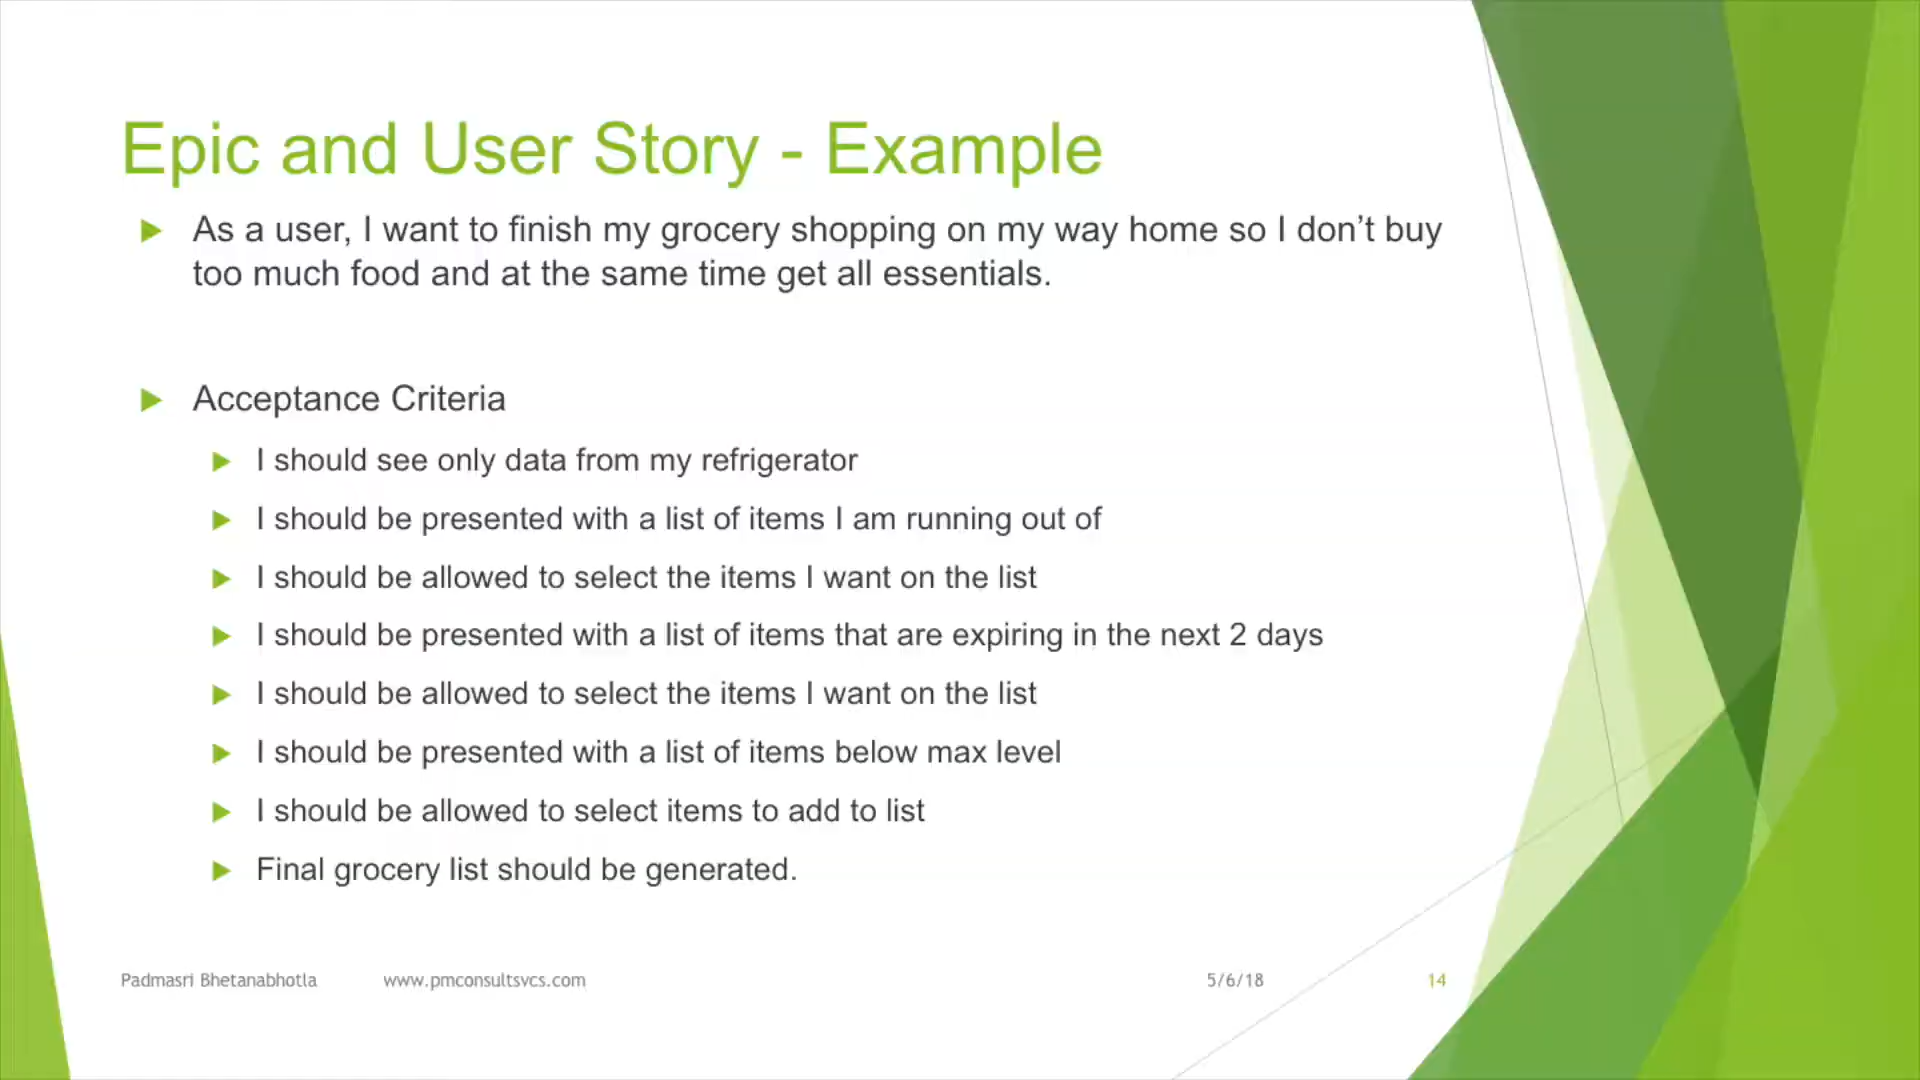 Epic and User Story - Example
As a user, I want to finish my grocery shopping on my way home so I don’t buy
too much food and at the same time get all essentials.
Acceptance Criteria
I should see only data from my refrigerator
I should be presented with a list of items I am running out of
I should be allowed to select the items I want on the list
I should be presented with a list of items that are expiring in the next 2 days
I should be allowed to select the items I want on the list
I should be presented with a list of items below max level
I should be allowed to select items to add to list
Final grocery list should be generated.
Padmasri Bhetanabhotla www.pmconsultsvcs.com 5/6/18 14